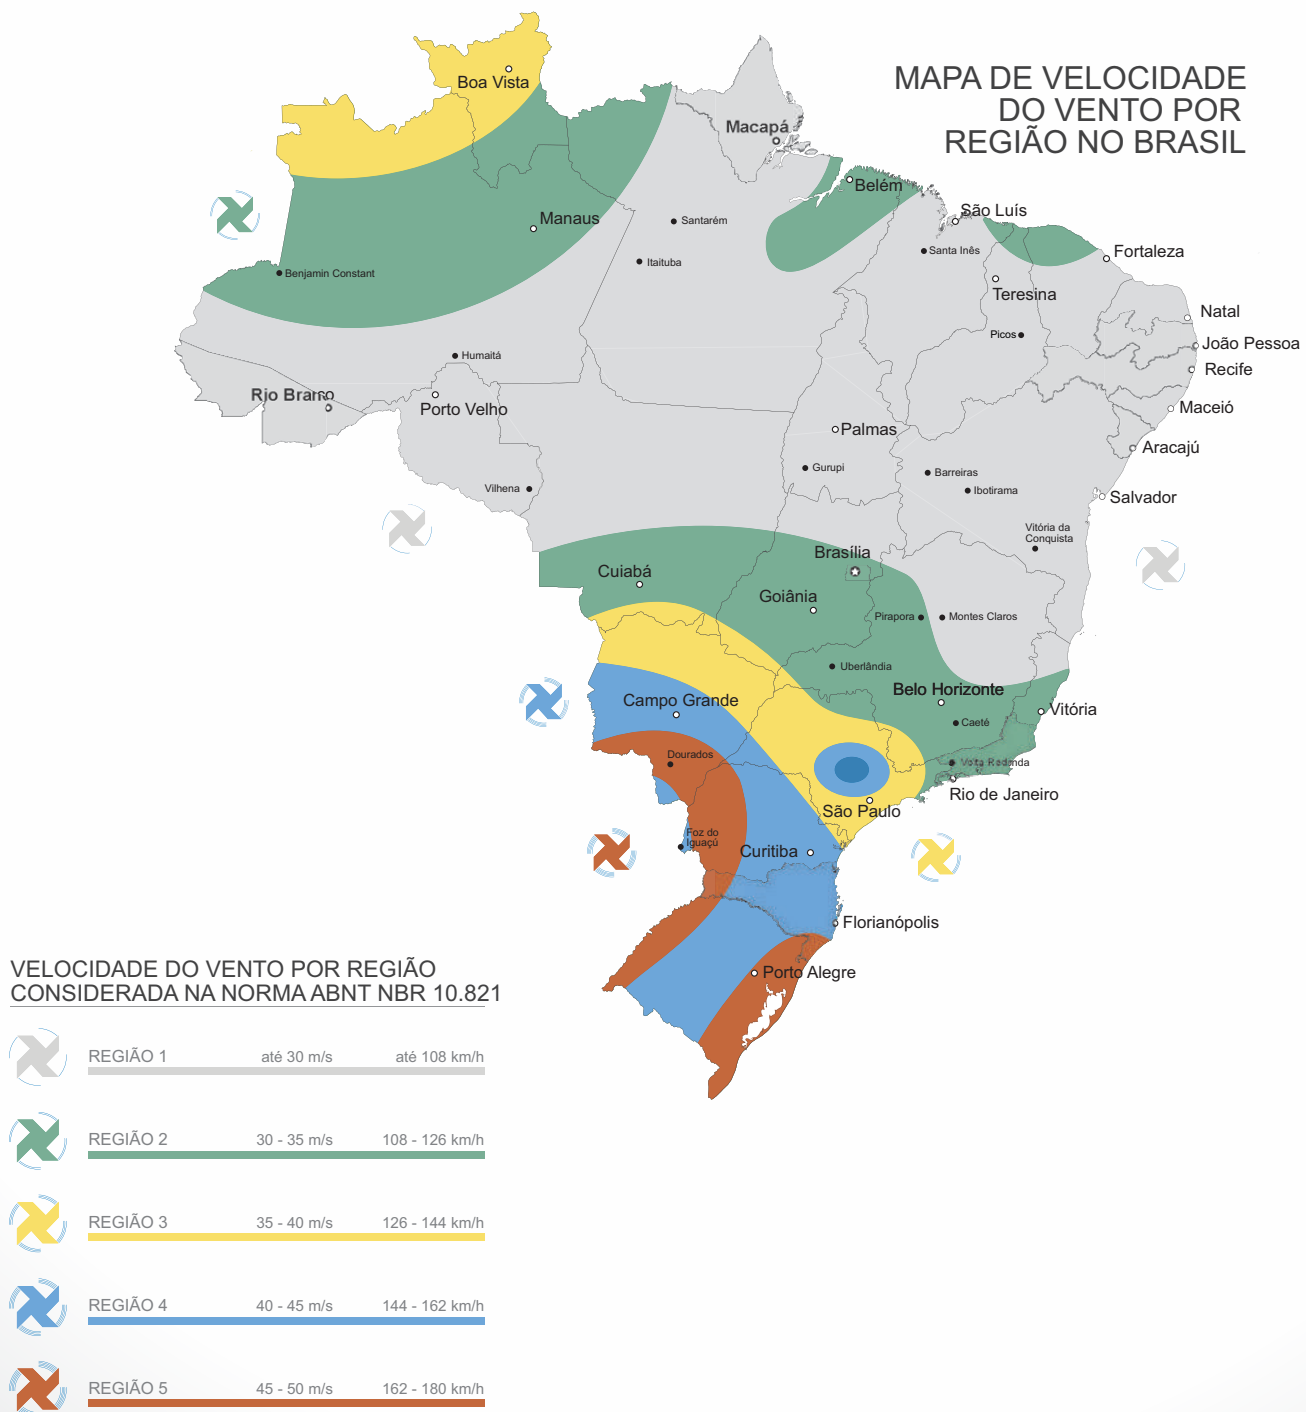 MAPA DE VELOCIDADE
DO VENTO POR
REGIÃO NO BRASIL
Boa Vista
Macapá
Belém
Manaus
Santarém
São Luís
Itaituba
Santa Inês
Fortaleza
Benjamin Constant
Teresina
Natal
Picos
João Pessoa
Humaitá
Recife
Rio Branco
Porto Velho
Maceió
Palmas
Aracajú
Gurupi
Barreiras
Vilhena
Ibotirama
Salvador
Vitória da
Conquista
Brasília
Cuiabá
Goiânia
Pirapora
Montes Claros
Uberlândia
Belo Horizonte
Campo Grande
Vitória
Caeté
Dourados
Volta Redonda
Rio de Janeiro
São Paulo
Foz do
Iguaçú
Curitiba
Florianópolis
Porto Alegre
VELOCIDADE DO VENTO POR REGIÃO
CONSIDERADA NA NORMA ABNT NBR 10.821
REGIÃO 1 até 30 m/s até 108 km/h
REGIÃO 2 30 - 35 m/s 108 - 126 km/h
REGIÃO 3 35 - 40 m/s 126 - 144 km/h
REGIÃO 4 40 - 45 m/s 144 - 162 km/h
REGIÃO 5 45 - 50 m/s 162 - 180 km/h